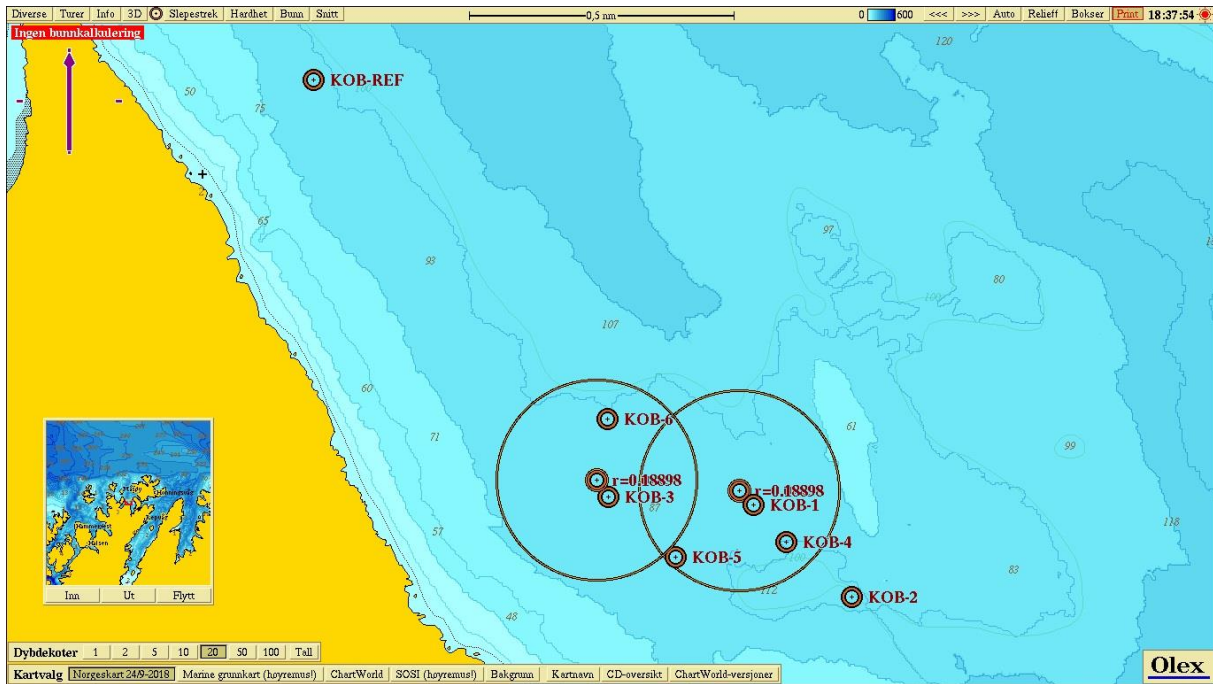 Diverse Turer Info 3D Slepestrek Hardhet Bunn Snitt 0,5 nm 0 600 <<< >>> Auto Relieff Bokser Print 18:37:54
Ingen bunnkalkulering
120
KOB-REF
100
50
75
2
65
97
93
80
100
107
60
61
KOB-6
71
99
r=0.18898
r=0.18898
KOB-3
KOB-1
87
118
57
KOB-4
KOB-5
100
83
112
KOB-2
48
Inn Ut Flytt
Dybdekoter 1 2 5 10 20 50 100 Tall
Kartvalg Norgeskart 24/9-2018 Marine grunnkart (høyremus!) ChartWorld SOSI (høyremus!) Bakgrunn Kartnavn CD-oversikt ChartWorld-versjoner
Olex